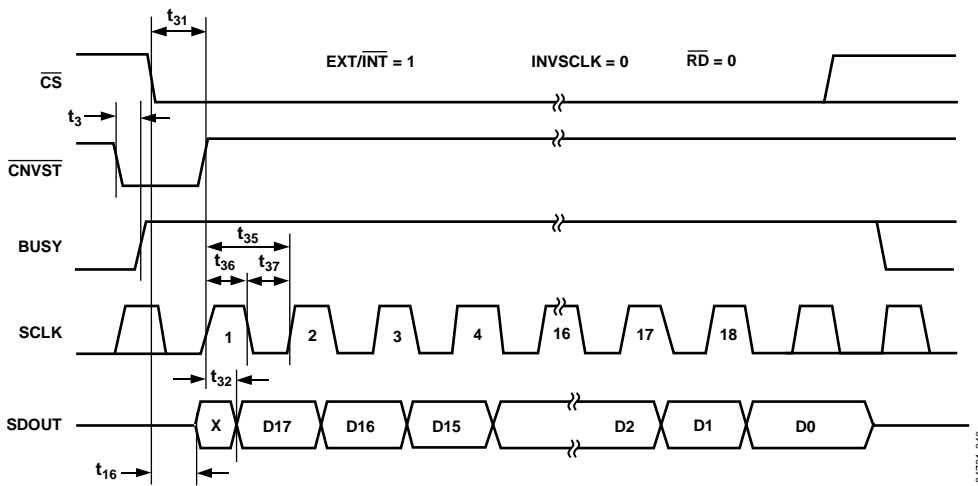 t31
EXT/INT = 1 INVSCLK = 0 RD = 0
CS
t3
CNVST
BUSY
t35
t36 t37
SCLK 1 2 3 4 16 17 18
t32
SDOUT X D17 D16 D15 D2 D1 D0
t16